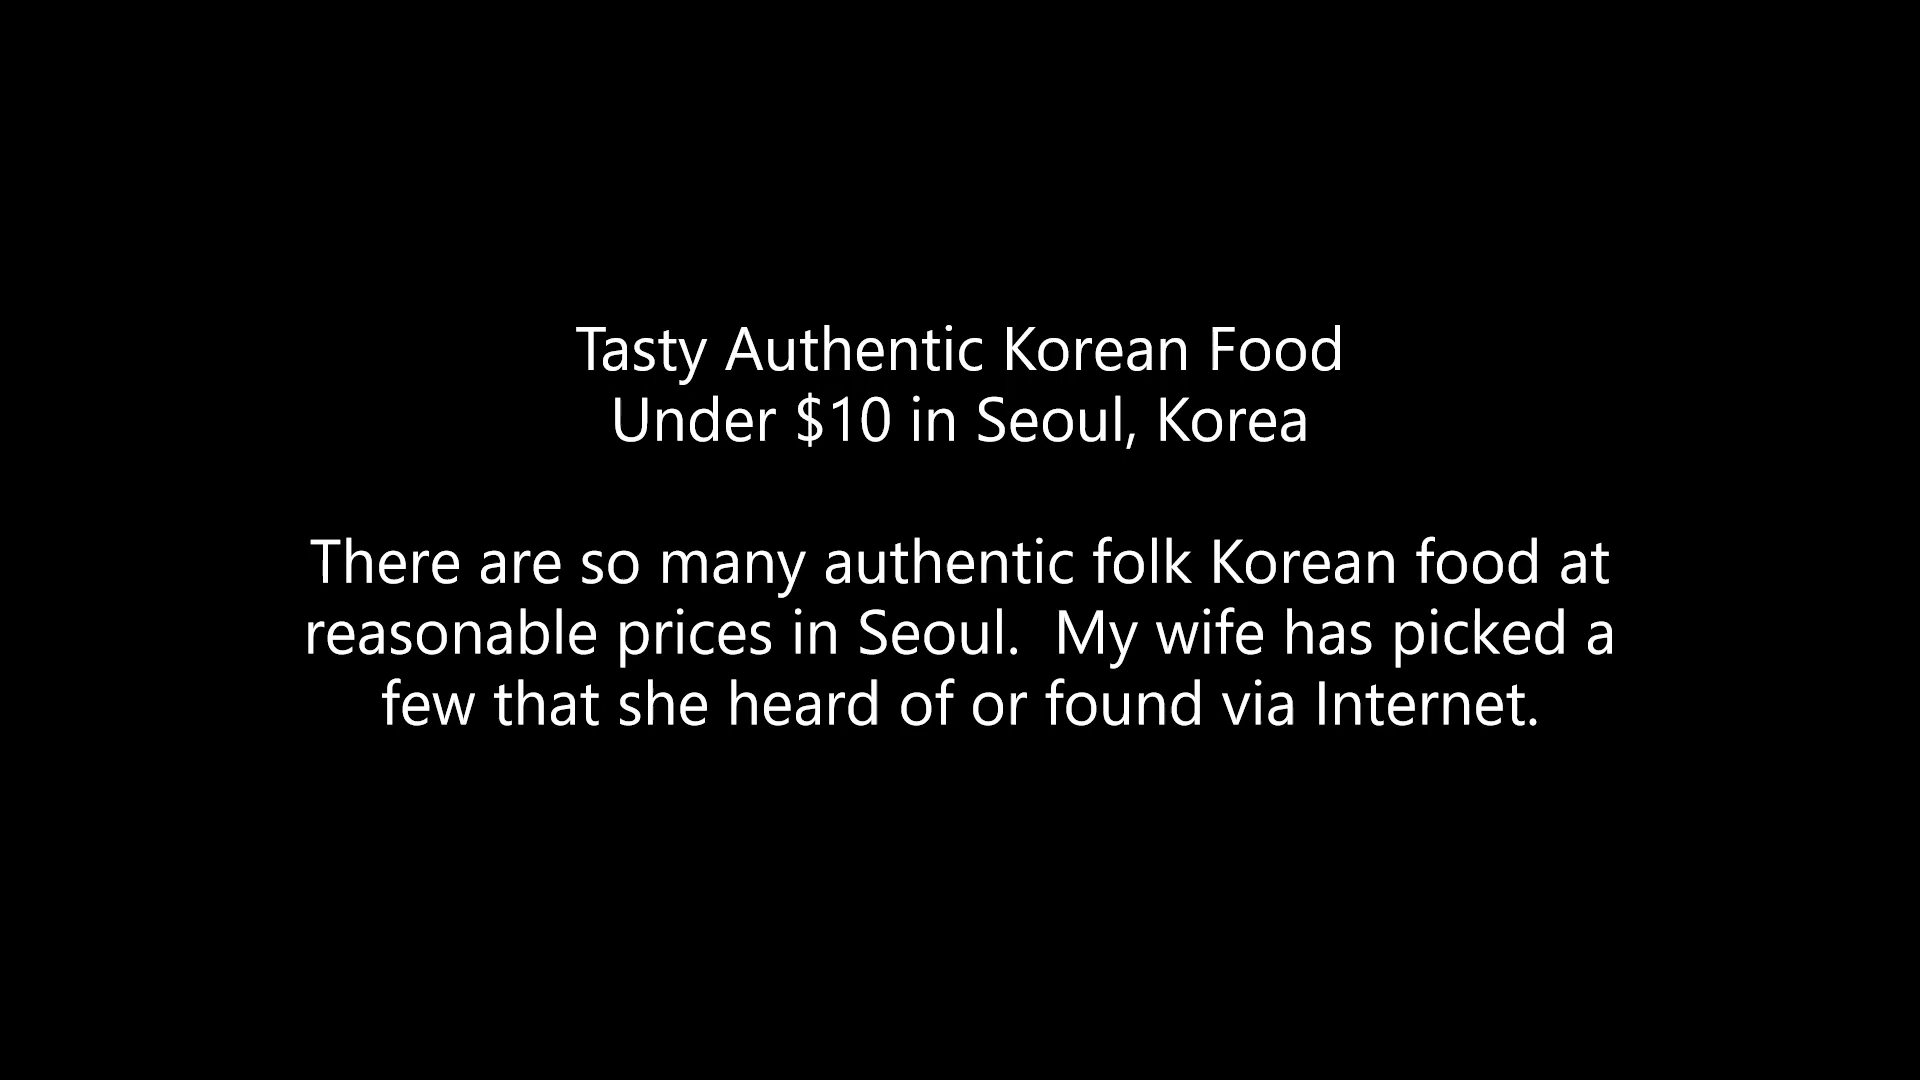 Tasty Authentic Korean Food
Under $10 in Seoul, Korea
There are so many authentic folk Korean food at
reasonable prices in Seoul.  My wife has picked a
few that she heard of or found via Internet.